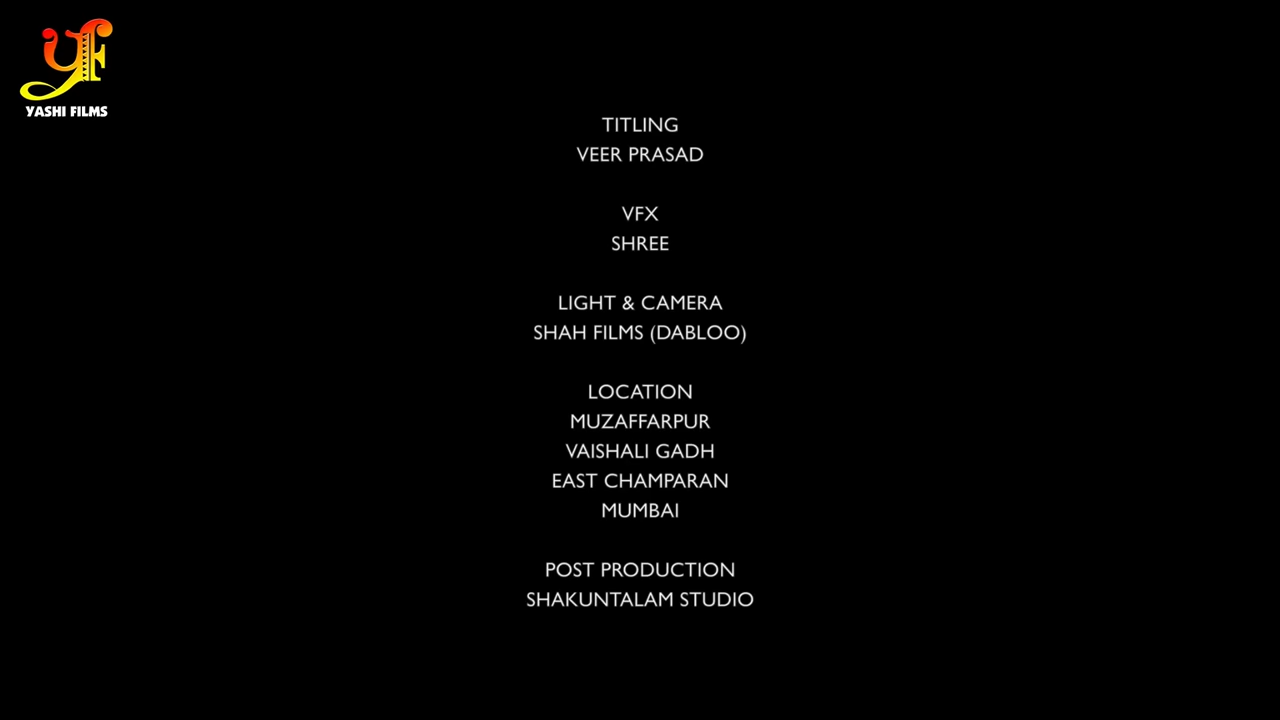 YASHI FILMS
TITLING
VEER PRASAD
VFX
SHREE
LIGHT & CAMERA
SHAH FILMS (DABLOO)
LOCATION
MUZAFFARPUR
VAISHALI GADH
EAST CHAMPARAN
MUMBAI
POST PRODUCTION
SHAKUNTALAM STUDIO